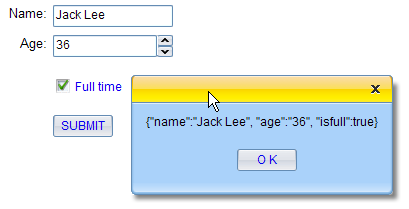 Name: Jack Lee
Age: 36
Full time
x
{"name":"Jack Lee", "age":"36", "isfull":true}
SUBMIT
O K